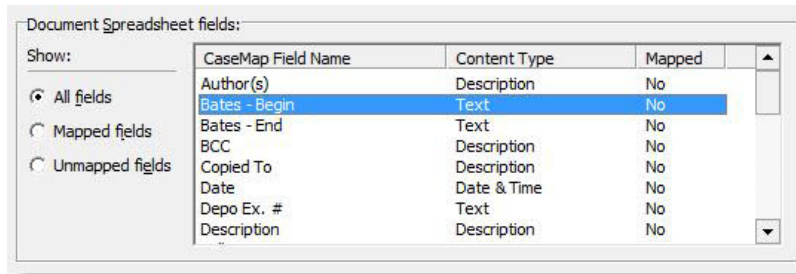 Document Spreadsheet fields:
Show:
All fields
Mapped fields
Unmapped fields
CaseMap Field Name Content Type Mapped
Author(s) Description No
Bates - Begin Text No
Bates - End Text No
BCC Description No
Copied To Description No
Date Date & Time No
Depo Ex. # Text No
Description Description No